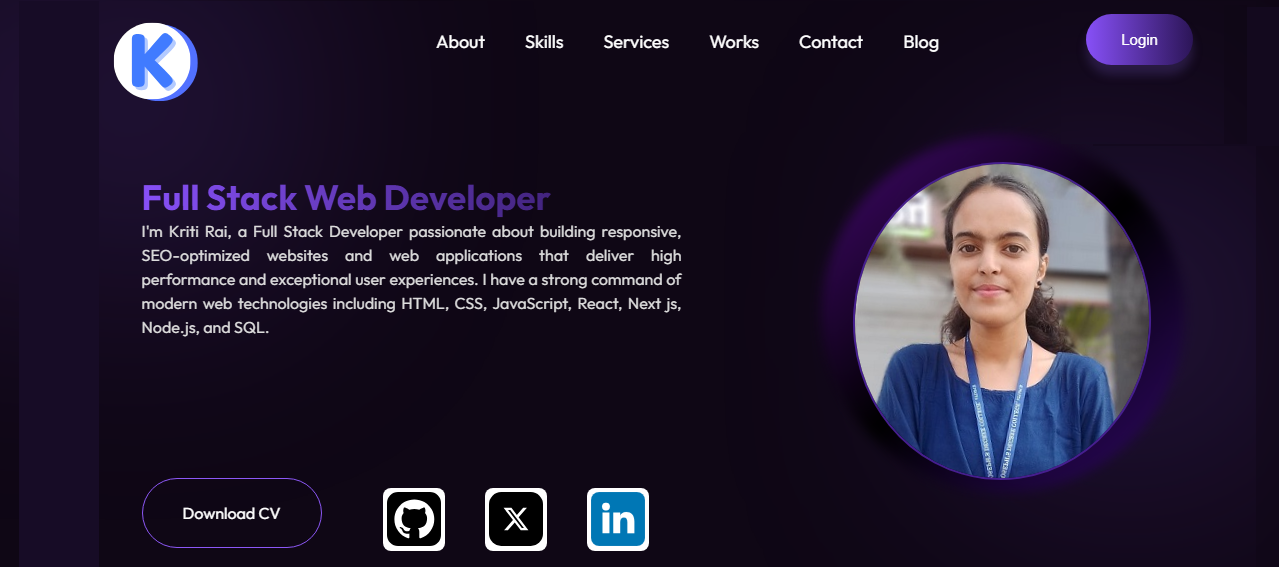 K
About Skills Services Works Contact Blog Login
Full Stack Web Developer
I'm Kriti Rai, a Full Stack Developer passionate about building responsive,
SEO-optimized websites and web applications that deliver high
performance and exceptional user experiences. I have a strong command of
modern web technologies including HTML, CSS, JavaScript, React, Next js,
Node.js, and SQL.
Download CV
X
in